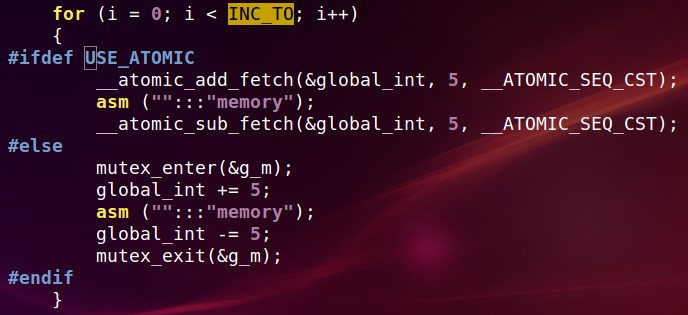 for (i = 0; i < INC_TO; i++)
{
#ifdef USE_ATOMIC
__atomic_add_fetch(&global_int, 5, __ATOMIC_SEQ_CST);
asm ("":::"memory");
__atomic_sub_fetch(&global_int, 5, __ATOMIC_SEQ_CST);
#else
mutex_enter(&g_m);
global_int += 5;
asm ("":::"memory");
global_int -= 5;
mutex_exit(&g_m);
#endif
}